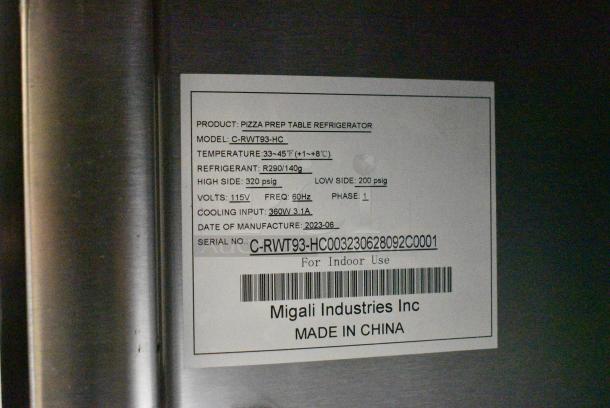 PRODUCT: PIZZA PREP TABLE REFRIGERATOR
MODEL: C-RWT93-HC
TEMPERATURE:33~45℉(+1~+8℃)
REFRIGERANT: R290/140g
HIGH SIDE: 320 psig LOW SIDE: 200 psig
VOLTS: 115V FREQ: 60Hz PHASE: 1
COOLING INPUT: 360W 3.1A
DATE OF MANUFACTURE: 2023-06
SERIAL NO.: C-RWT93-HC003230628092C0001
For Indoor Use
Migali Industries Inc
MADE IN CHINA